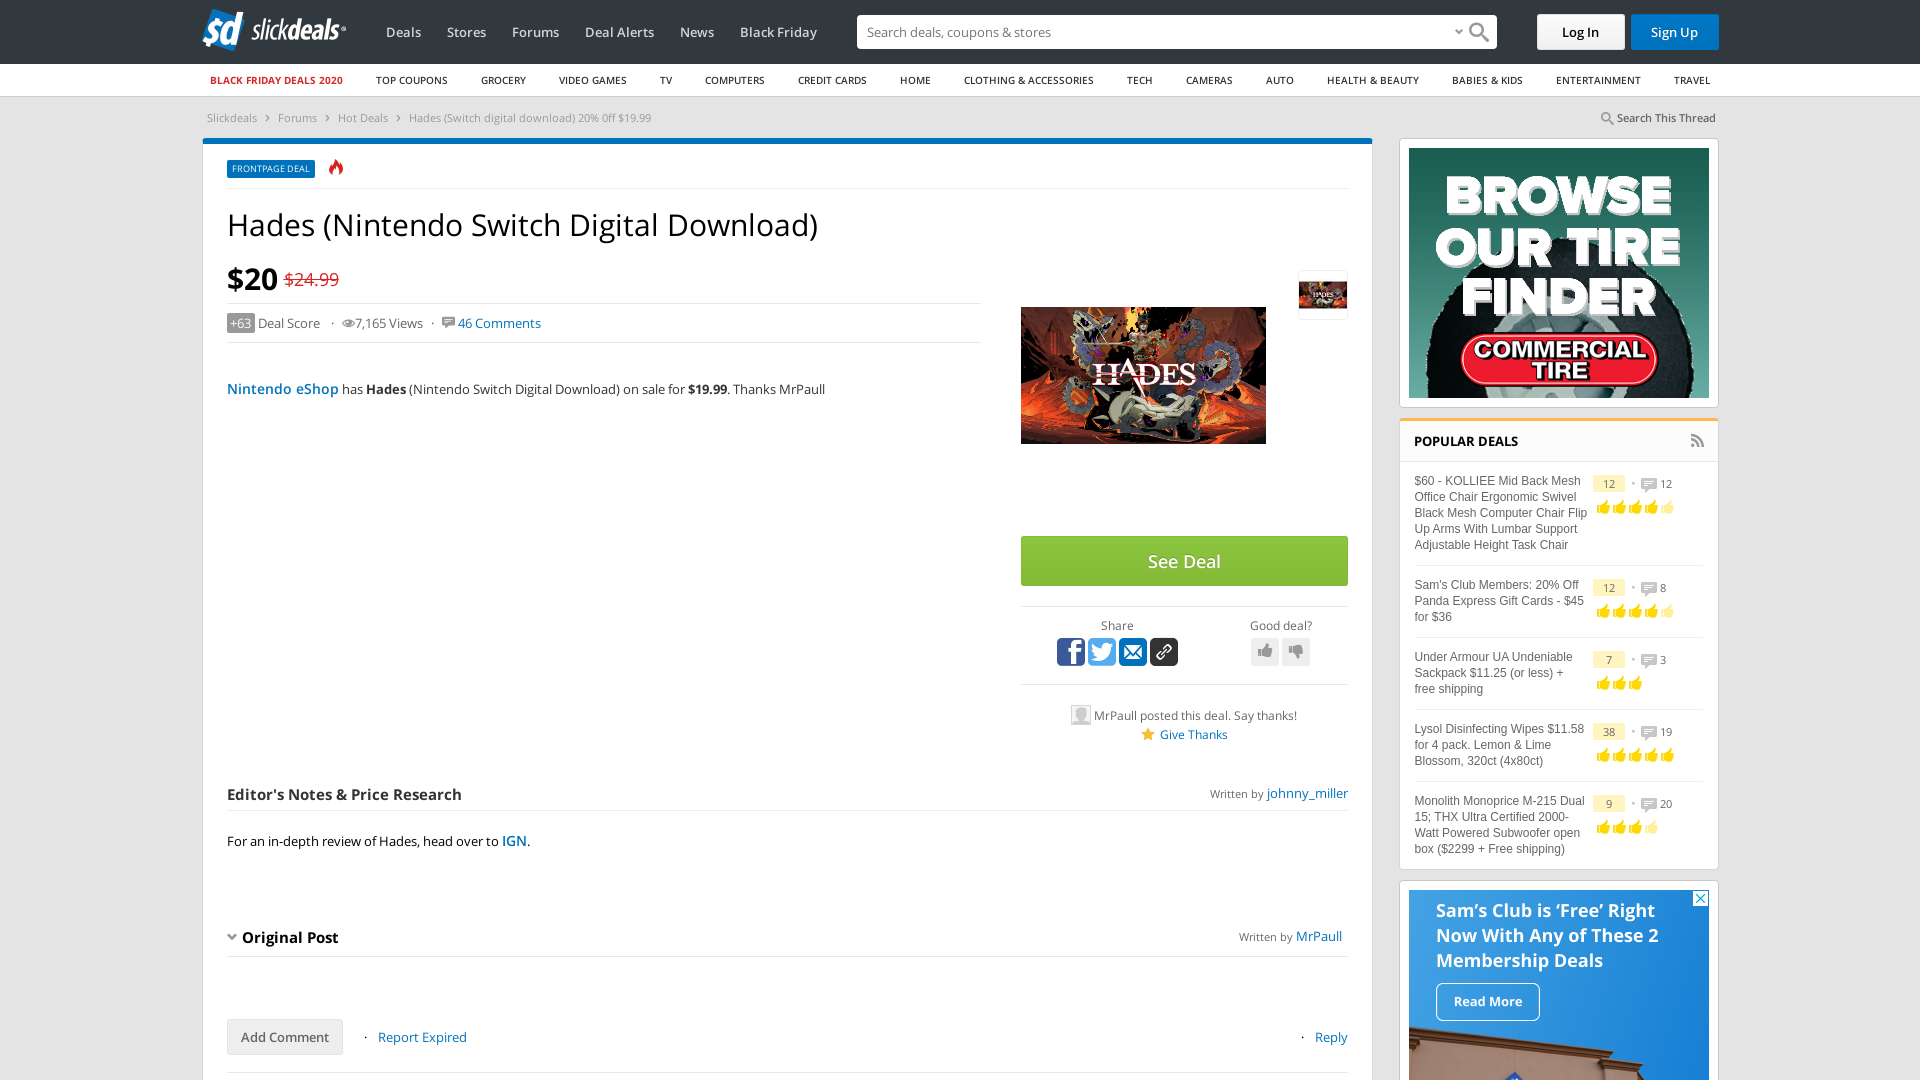 slickdeals
Deals
Stores
Forums
Deal Alerts
News
Black Friday
Search deals, coupons & shops
Log In
Sign Up
BLACK FRIDAY DEALS 2020
TOP COUPONS
GROCERY
VIDEO GAMES
TV
COMPUTERS
CREDIT CARDS
HOME
CLOTHING & ACCESSORIES
TECH
CAMERAS
AUTO
HEALTH & BEAUTY
BABIES & KIDS
ENTERTAINMENT
TRAVEL
Slickdeals › Forums › Hot Deals › Hades (Switch digital download) 20% 0ff $19.99
Search This Thread
FRONTPAGE DEAL
Hades (Nintendo Switch Digital Download)
$20 $24.99
+63 Deal Score · 7,165 Views · 46 Comments
Nintendo eShop has Hades (Nintendo Switch Digital Download) on sale for $19.99. Thanks MrPaull
HADES
HADES
See Deal
Share
Good deal?
MrPaull posted this deal. Say thanks!
Give Thanks
Editor's Notes & Price Research
Written by johnny_miller
For an in-depth review of Hades, head over to IGN.
Original Post
Written by MrPaull
Add Comment · Report Expired
· Reply
BROWSE
OUR TIRE
FINDER
COMMERCIAL
TIRE
POPULAR DEALS
$60 - KOLLIEE Mid Back Mesh
Office Chair Ergonomic Swivel
Black Mesh Computer Chair Flip
Up Arms With Lumbar Support
Adjustable Height Task Chair
12 • 12
Sam's Club Members: 20% Off
Panda Express Gift Cards - $45
for $36
12 • 8
Under Armour UA Undeniable
Sackpack $11.25 (or less) +
free shipping
7 • 3
Lysol Disinfecting Wipes $11.58
for 4 pack. Lemon & Lime
Blossom, 320ct (4x80ct)
38 • 19
Monolith Monoprice M-215 Dual
15; THX Ultra Certified 2000-
Watt Powered Subwoofer open
box ($2299 + Free shipping)
9 • 20
Sam's Club is 'Free' Right
Now With Any of These 2
Membership Deals
Read More